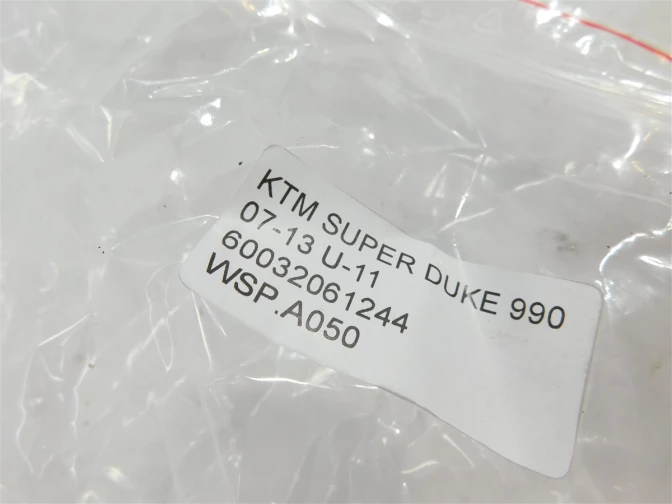 KTM SUPER DUKE 990
07-13 U-11
60032061244
WSP.A050